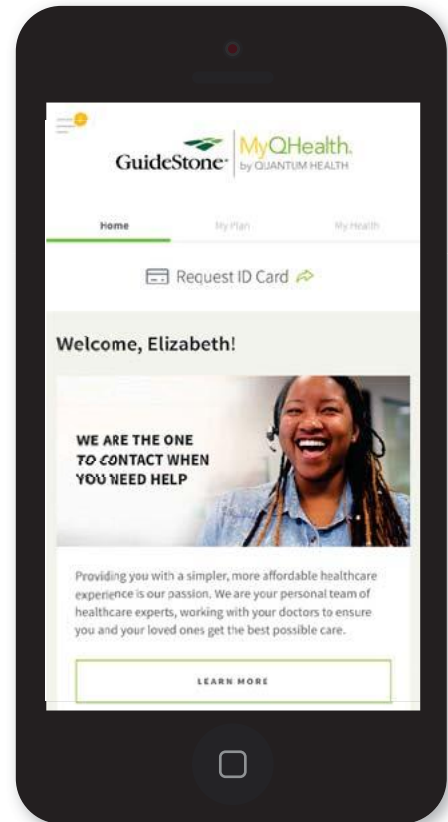 GuideStone®
MyQHealth®
by QUANTUM HEALTH
Home My Plan My Health
Request ID Card
Welcome, Elizabeth!
WE ARE THE ONE
TO CONTACT WHEN
YOU NEED HELP
Providing you with a simpler, more affordable healthcare
experience is our passion. We are your personal team of
healthcare experts, working with your doctors to ensure
you and your loved ones get the best possible care.
LEARN MORE